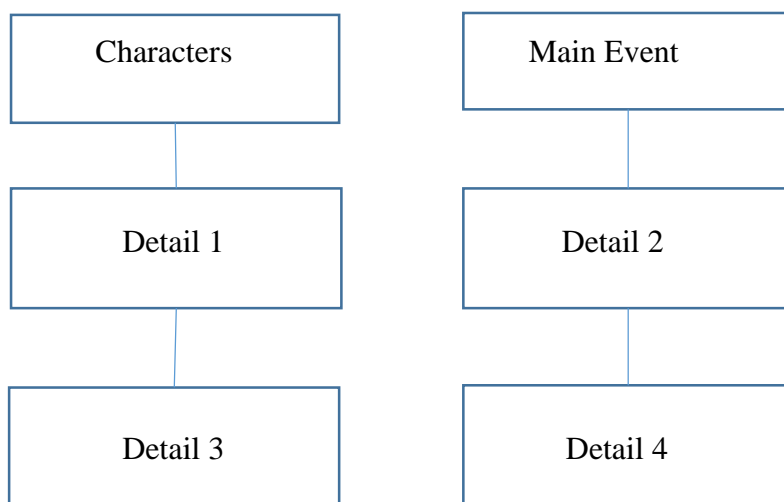 Characters
Main Event
Detail 1
Detail 2
Detail 3
Detail 4